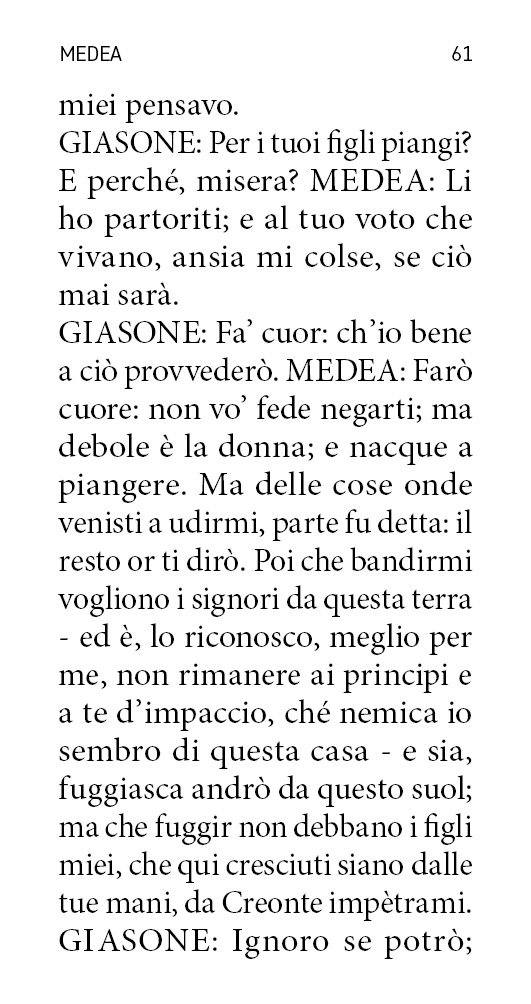 MEDEA 61
miei pensavo.
GIASONE: Per i tuoi figli piangi?
E perché, misera? MEDEA: Li
ho partoriti; e al tuo voto che
vivano, ansia mi colse, se ciò
mai sarà.
GIASONE: Fa’ cuor: ch’io bene
a ciò provvederò. MEDEA: Farò
cuore: non vo’ fede negarti; ma
debole è la donna; e nacque a
piangere. Ma delle cose onde
venisti a udirmi, parte fu detta: il
resto or ti dirò. Poi che bandirmi
vogliono i signori da questa terra
- ed è, lo riconosco, meglio per
me, non rimanere ai principi e
a te d’impaccio, ché nemica io
sembro di questa casa - e sia,
fuggiasca andrò da questo suol;
ma che fuggir non debbano i figli
miei, che qui cresciuti siano dalle
tue mani, da Creonte impètrami.
GIASONE: Ignoro se potrò;